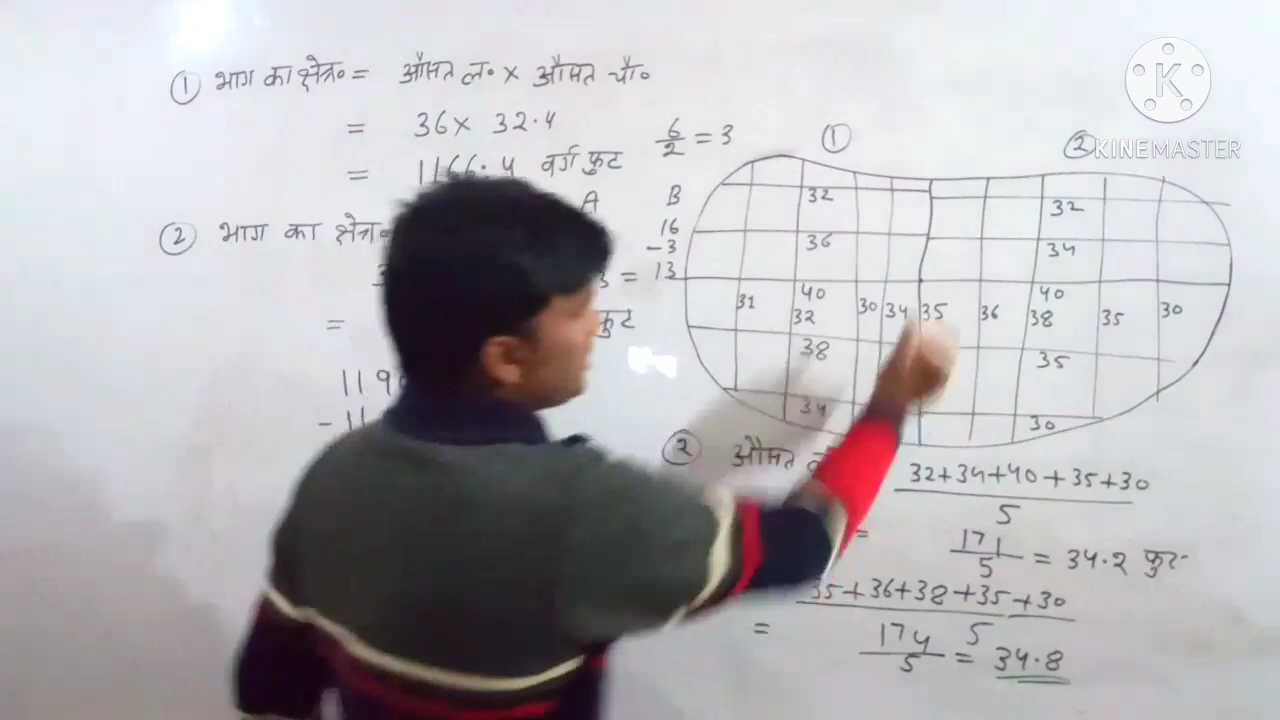 ① भाग का क्षेत्र० = औसत ल० × औसत चौ०
= 36× 32.4
= 1166.4 वर्ग फुट
6/2 = 3
② भाग का क्षेत्र०
A B
16
-3
3 = 13
=
फुट
119
- 11
① ②
32 32
36 34
40 40
31 32 30 34 35 36 38 35 30
38 35
34 30
② औसत ल
32+34+40+35+30
5
=
171/5 = 34.2 फुट
35+36+38+35+30
5
= 174/5 = 34.8
K KINEMASTER